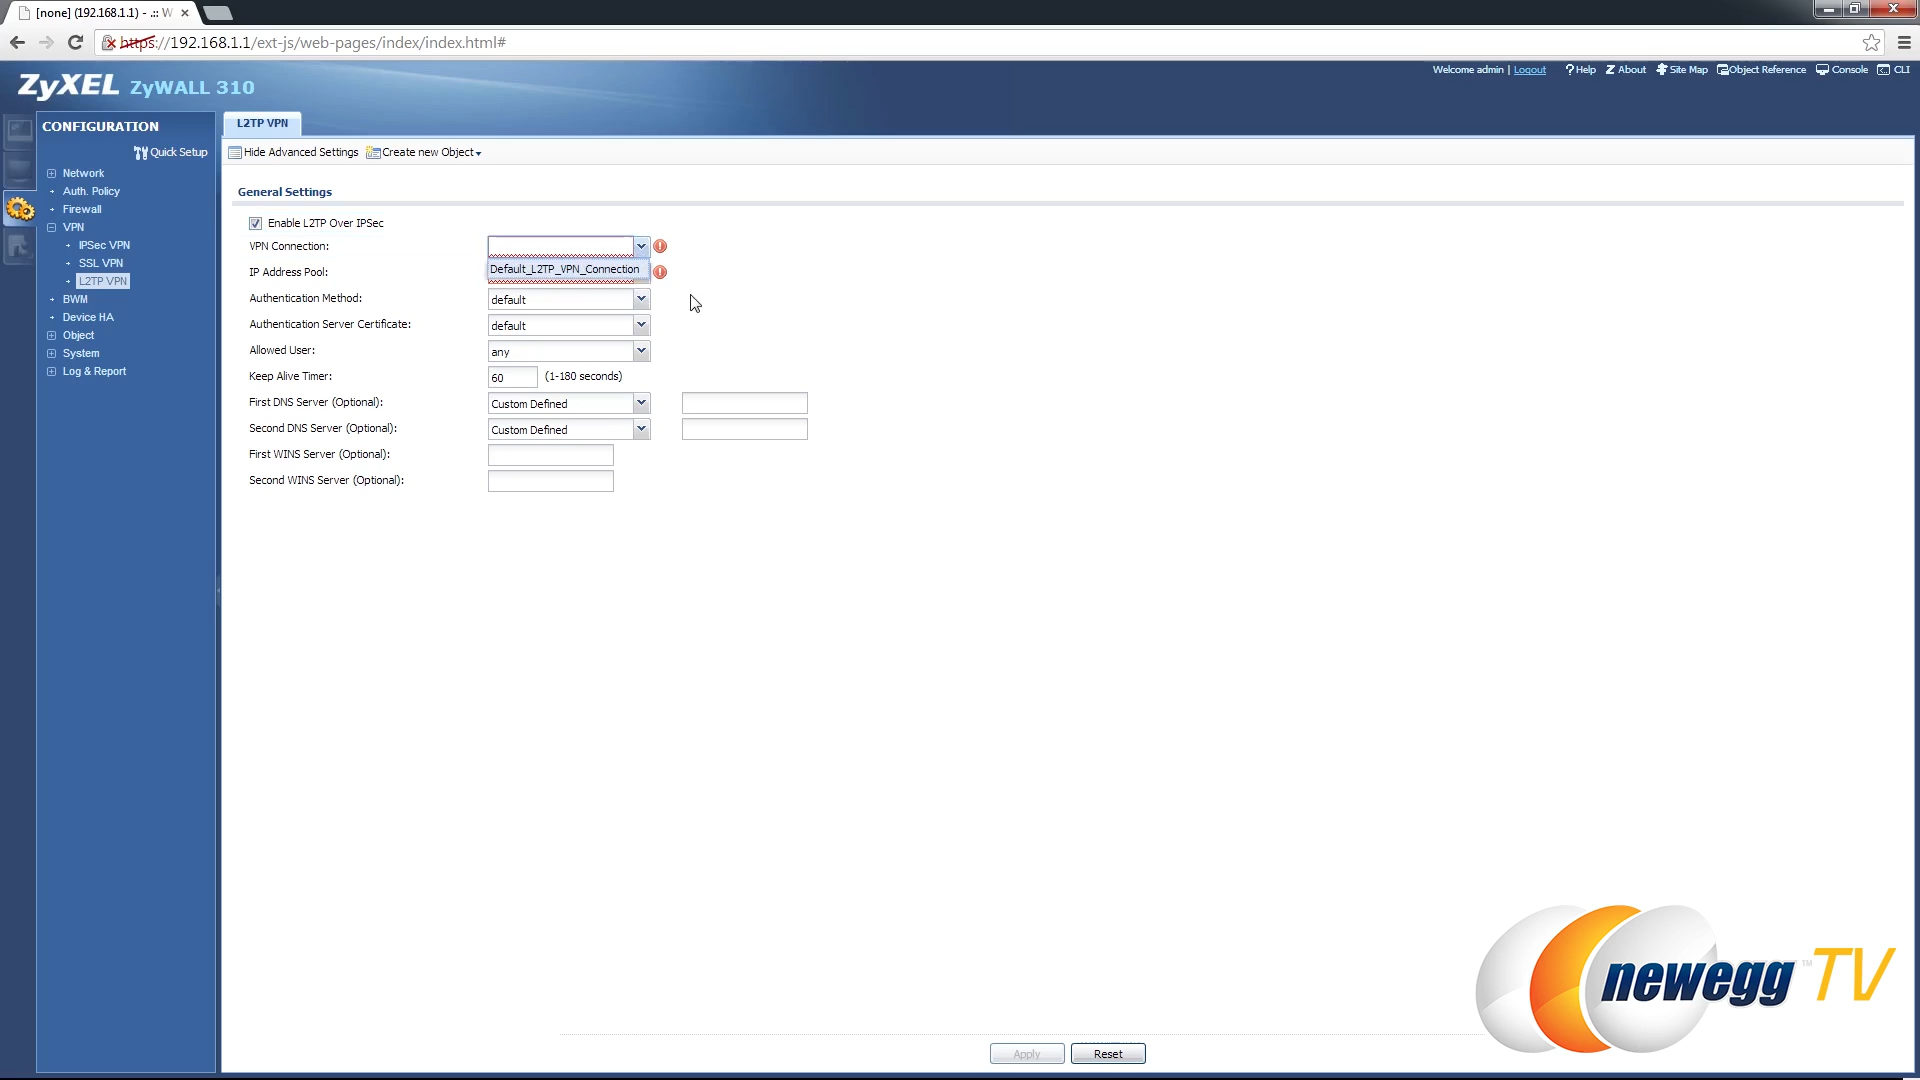 [none] (192.168.1.1) - .:: W
https://192.168.1.1/ext-js/web-pages/index/index.html#
ZyXEL ZyWALL 310
Welcome admin | Logout ?Help Z About Site Map Object Reference Console CLI
CONFIGURATION
Quick Setup
Network
Auth. Policy
Firewall
VPN
IPSec VPN
SSL VPN
L2TP VPN
BWM
Device HA
Object
System
Log & Report
L2TP VPN
Hide Advanced Settings Create new Object
General Settings
Enable L2TP Over IPSec
VPN Connection:
Default_L2TP_VPN_Connection
IP Address Pool:
Authentication Method: default
Authentication Server Certificate: default
Allowed User: any
Keep Alive Timer: 60 (1-180 seconds)
First DNS Server (Optional): Custom Defined
Second DNS Server (Optional): Custom Defined
First WINS Server (Optional):
Second WINS Server (Optional):
newegg TV
TM
Apply Reset